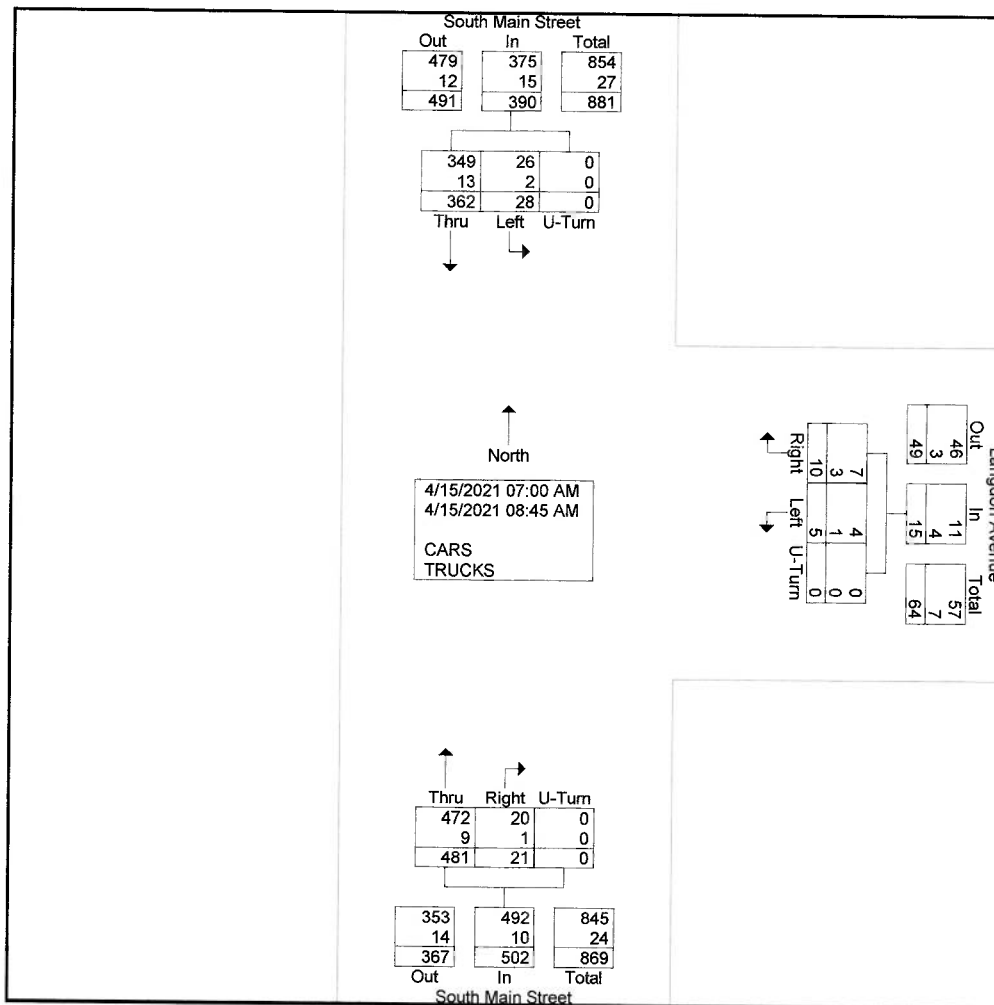 South Main Street
Out In Total
479 375 854
12 15 27
491 390 881
349 26 0
13 2 0
362 28 0
Thru Left U-Turn
North
4/15/2021 07:00 AM
4/15/2021 08:45 AM
CARS
TRUCKS
Out In Total
46 11 57
3 4 7
49 15 64
7 4 0
3 1 0
10 5 0
Right Left U-Turn
Thru Right U-Turn
472 20 0
9 1 0
481 21 0
353 492 845
14 10 24
367 502 869
Out In Total
South Main Street